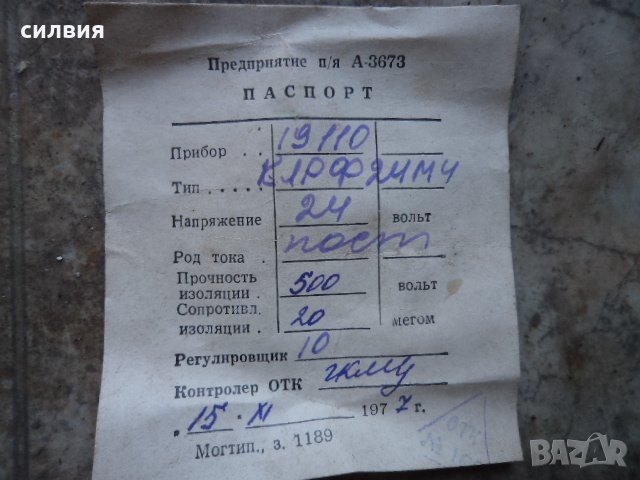 силвия
Предприятие п/я А-3673
ПАСПОРТ
Прибор . . 19110
Тип . . . . .
Напряжение 24 вольт
Род тока . пост
Прочность
изоляции . 500 вольт
Сопротивл.
изоляции . 20 мегом
Регулировщик 10
Контролер ОТК
. 15 . XI 1977 г.
Могтип., з. 1189
BAZAR